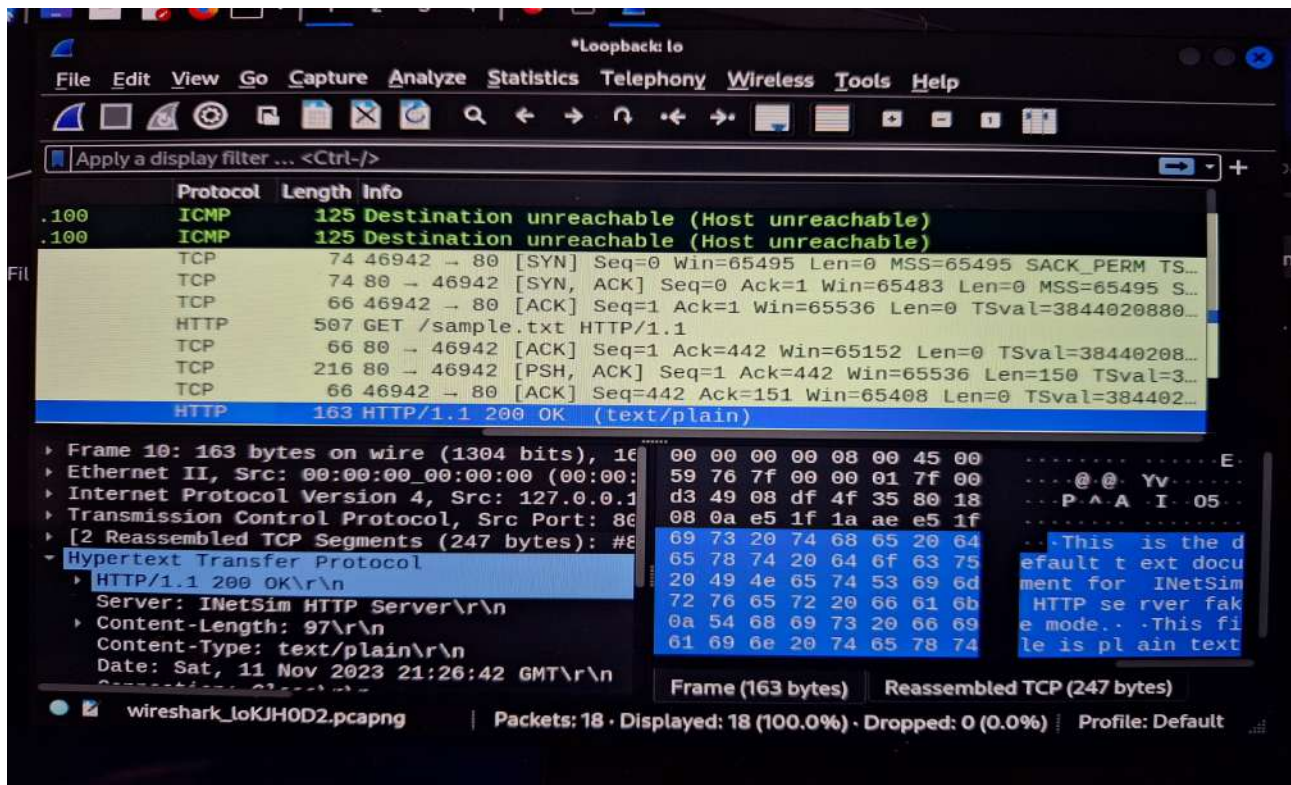 *Loopback: lo
File Edit View Go Capture Analyze Statistics Telephony Wireless Tools Help
Apply a display filter ... <Ctrl-/>
Protocol Length Info
.100 ICMP 125 Destination unreachable (Host unreachable)
.100 ICMP 125 Destination unreachable (Host unreachable)
TCP 74 46942 → 80 [SYN] Seq=0 Win=65495 Len=0 MSS=65495 SACK_PERM TS…
TCP 74 80 → 46942 [SYN, ACK] Seq=0 Ack=1 Win=65483 Len=0 MSS=65495 S…
TCP 66 46942 → 80 [ACK] Seq=1 Ack=1 Win=65536 Len=0 TSval=3844020880…
HTTP 507 GET /sample.txt HTTP/1.1
TCP 66 80 → 46942 [ACK] Seq=1 Ack=442 Win=65152 Len=0 TSval=38440208…
TCP 216 80 → 46942 [PSH, ACK] Seq=1 Ack=442 Win=65536 Len=150 TSval=3…
TCP 66 46942 → 80 [ACK] Seq=442 Ack=151 Win=65408 Len=0 TSval=384402…
HTTP 163 HTTP/1.1 200 OK (text/plain)
Frame 10: 163 bytes on wire (1304 bits), 16
Ethernet II, Src: 00:00:00_00:00:00 (00:00:
Internet Protocol Version 4, Src: 127.0.0.1
Transmission Control Protocol, Src Port: 80
[2 Reassembled TCP Segments (247 bytes): #8
Hypertext Transfer Protocol
HTTP/1.1 200 OK\r\n
Server: INetSim HTTP Server\r\n
Content-Length: 97\r\n
Content-Type: text/plain\r\n
Date: Sat, 11 Nov 2023 21:26:42 GMT\r\n
00 00 00 00 08 00 45 00 ········ ······E·
59 76 7f 00 00 01 7f 00 ····@·@· Yv······
d3 49 08 df 4f 35 80 18 ···P·^·A ·I··O5··
08 0a e5 1f 1a ae e5 1f ········ ········
69 73 20 74 68 65 20 64 ···This is the d
65 78 74 20 64 6f 63 75 efault t ext docu
20 49 4e 65 74 53 69 6d ment for INetSim
72 76 65 72 20 66 61 6b HTTP se rver fak
0a 54 68 69 73 20 66 69 e mode.· ·This fi
61 69 6e 20 74 65 78 74 le is pl ain text
Frame (163 bytes) Reassembled TCP (247 bytes)
wireshark_loKJH0D2.pcapng Packets: 18 · Displayed: 18 (100.0%) · Dropped: 0 (0.0%) Profile: Default
Fil